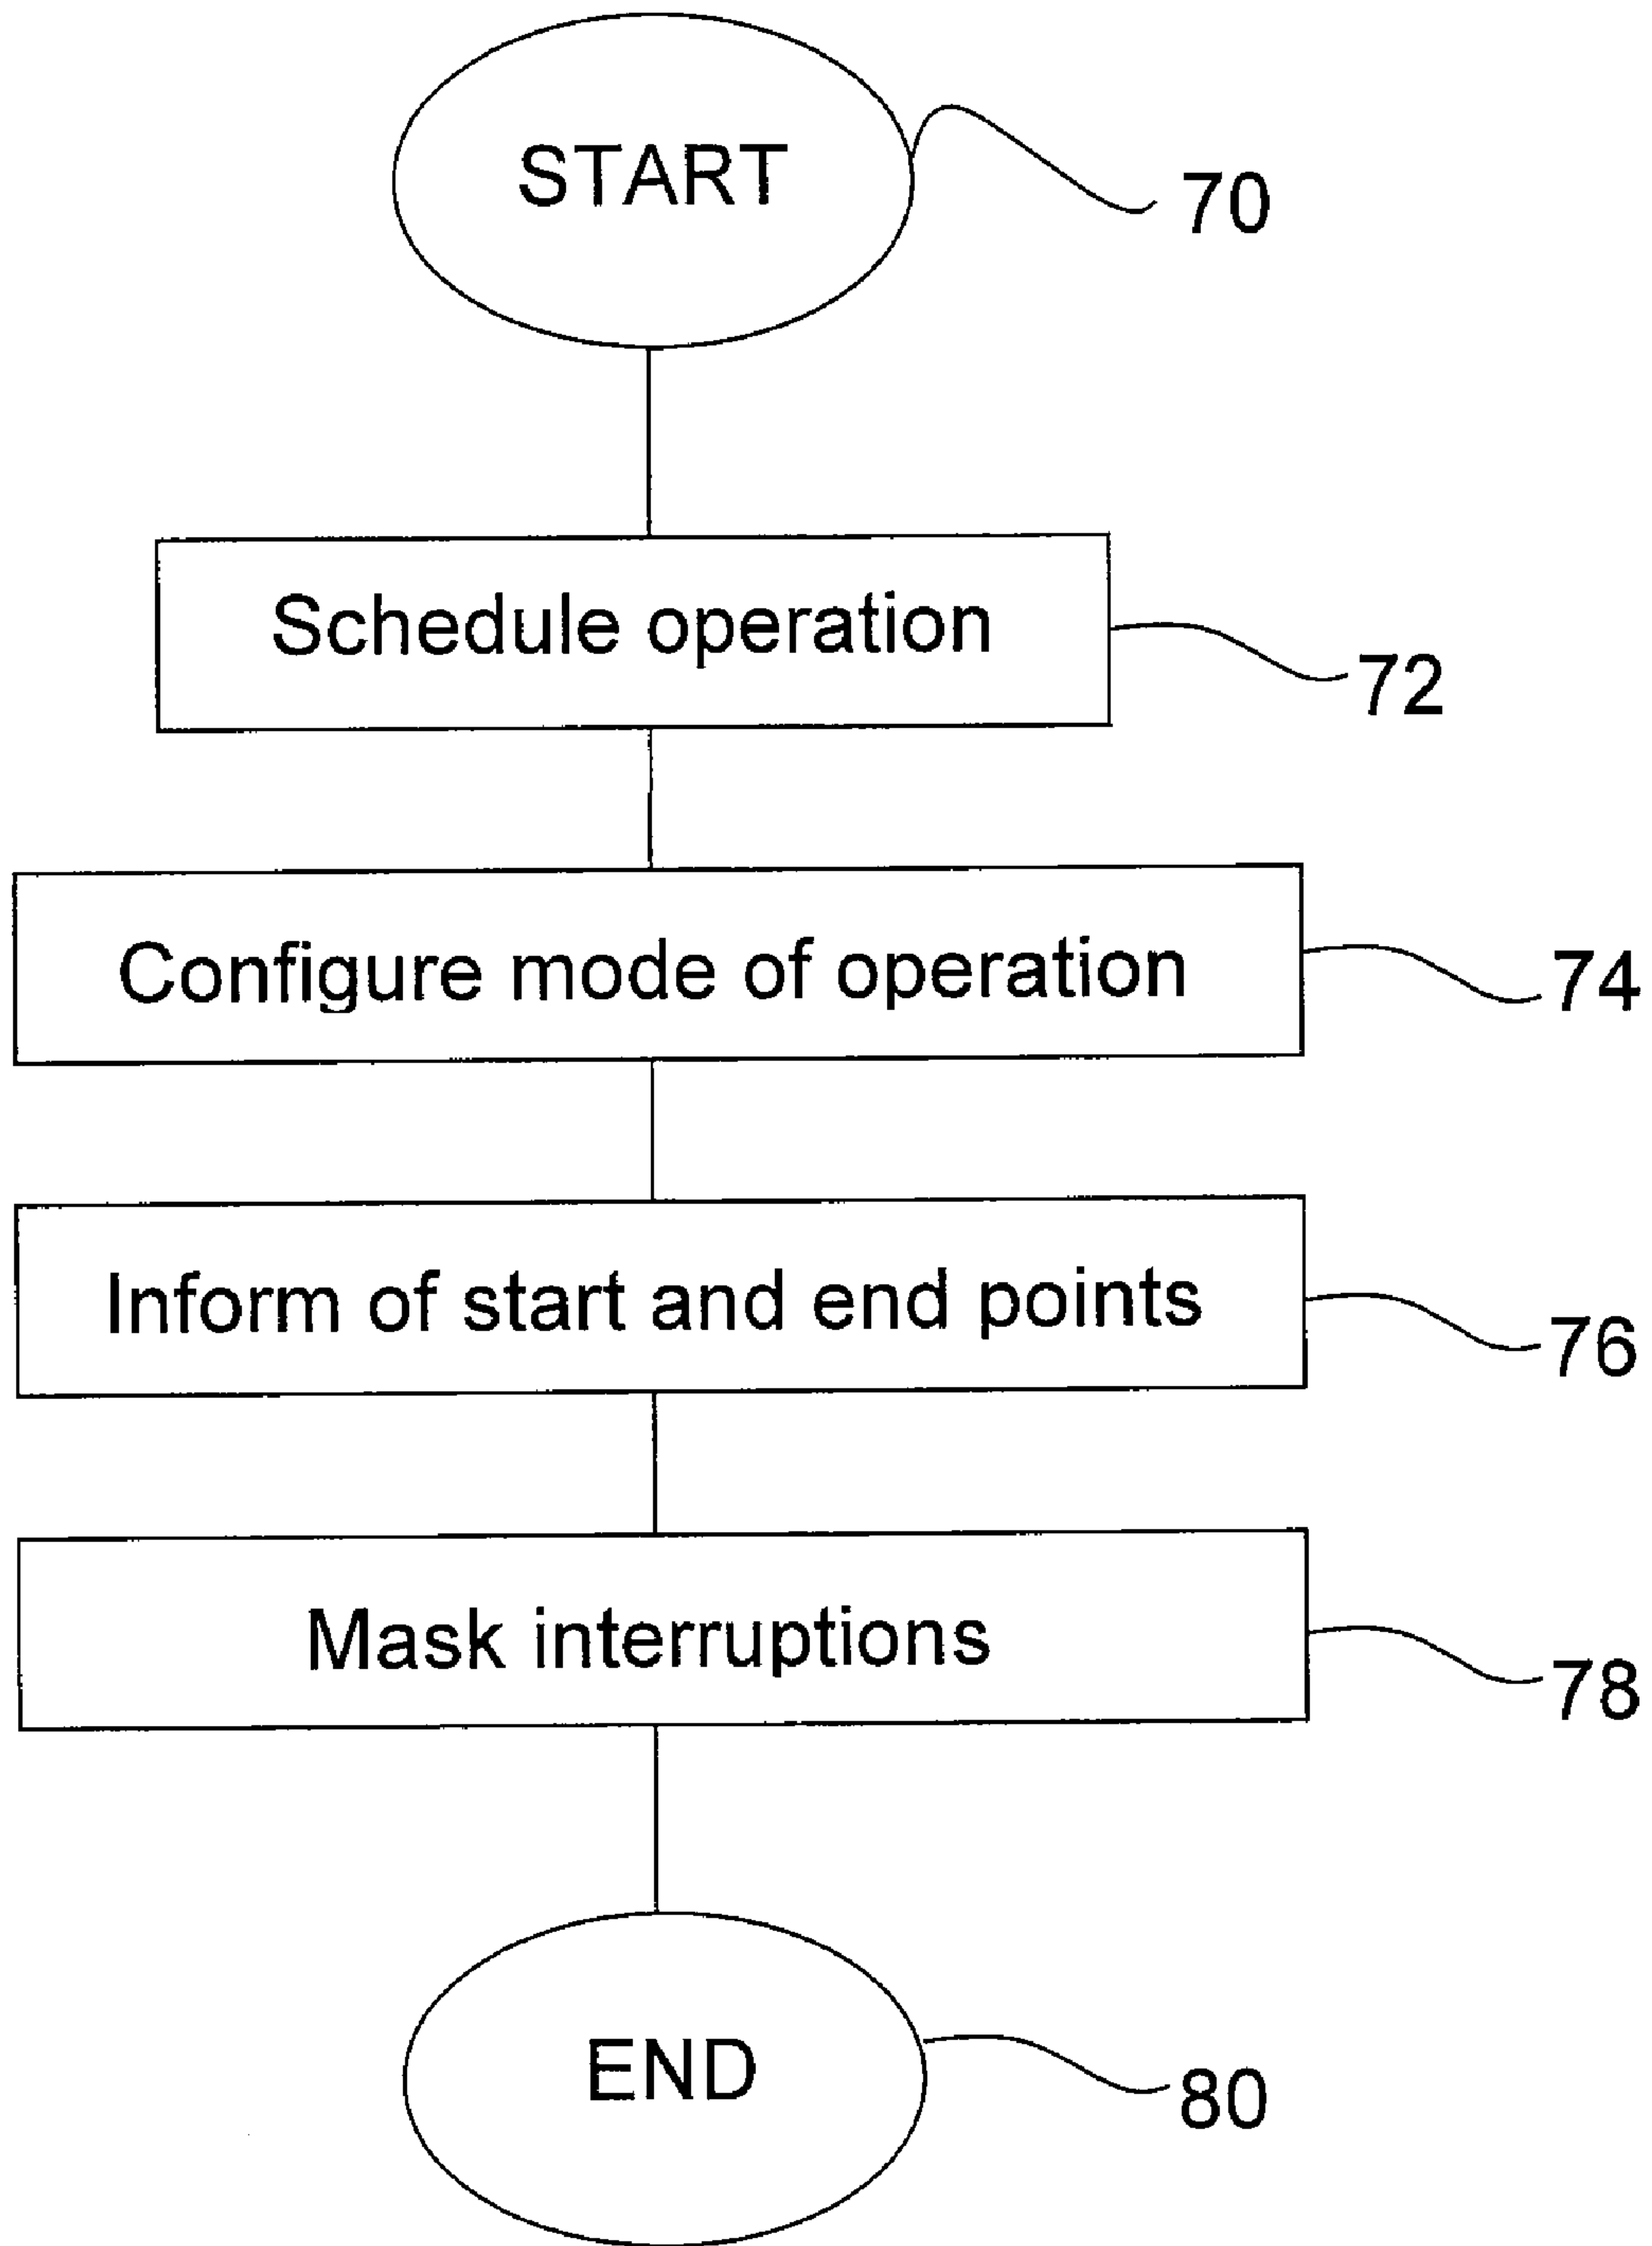 START
70
Schedule operation
72
Configure mode of operation
74
Inform of start and end points
76
Mask interruptions
78
END
80